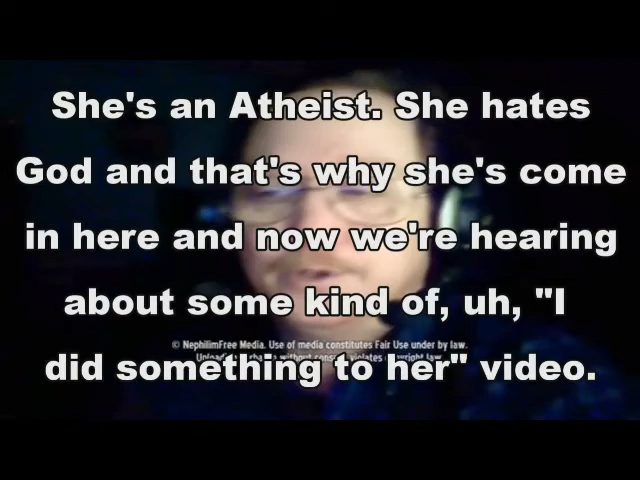 She's an Atheist. She hates
God and that's why she's come
in here and now we're hearing
about some kind of, uh, "I
© NephilimFree Media. Use of media constitutes Fair Use under by law.
without violates
did something to her" video.